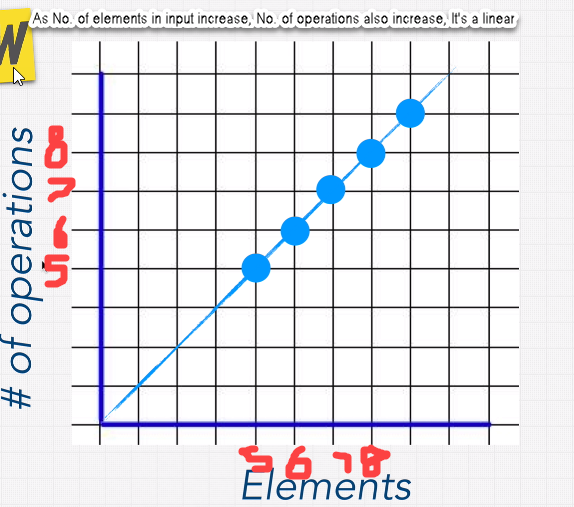 As No. of elements in input increase, No. of operations also increase, It's a linear
W
# of operations
8
7
6
5
5 6 7 8
Elements